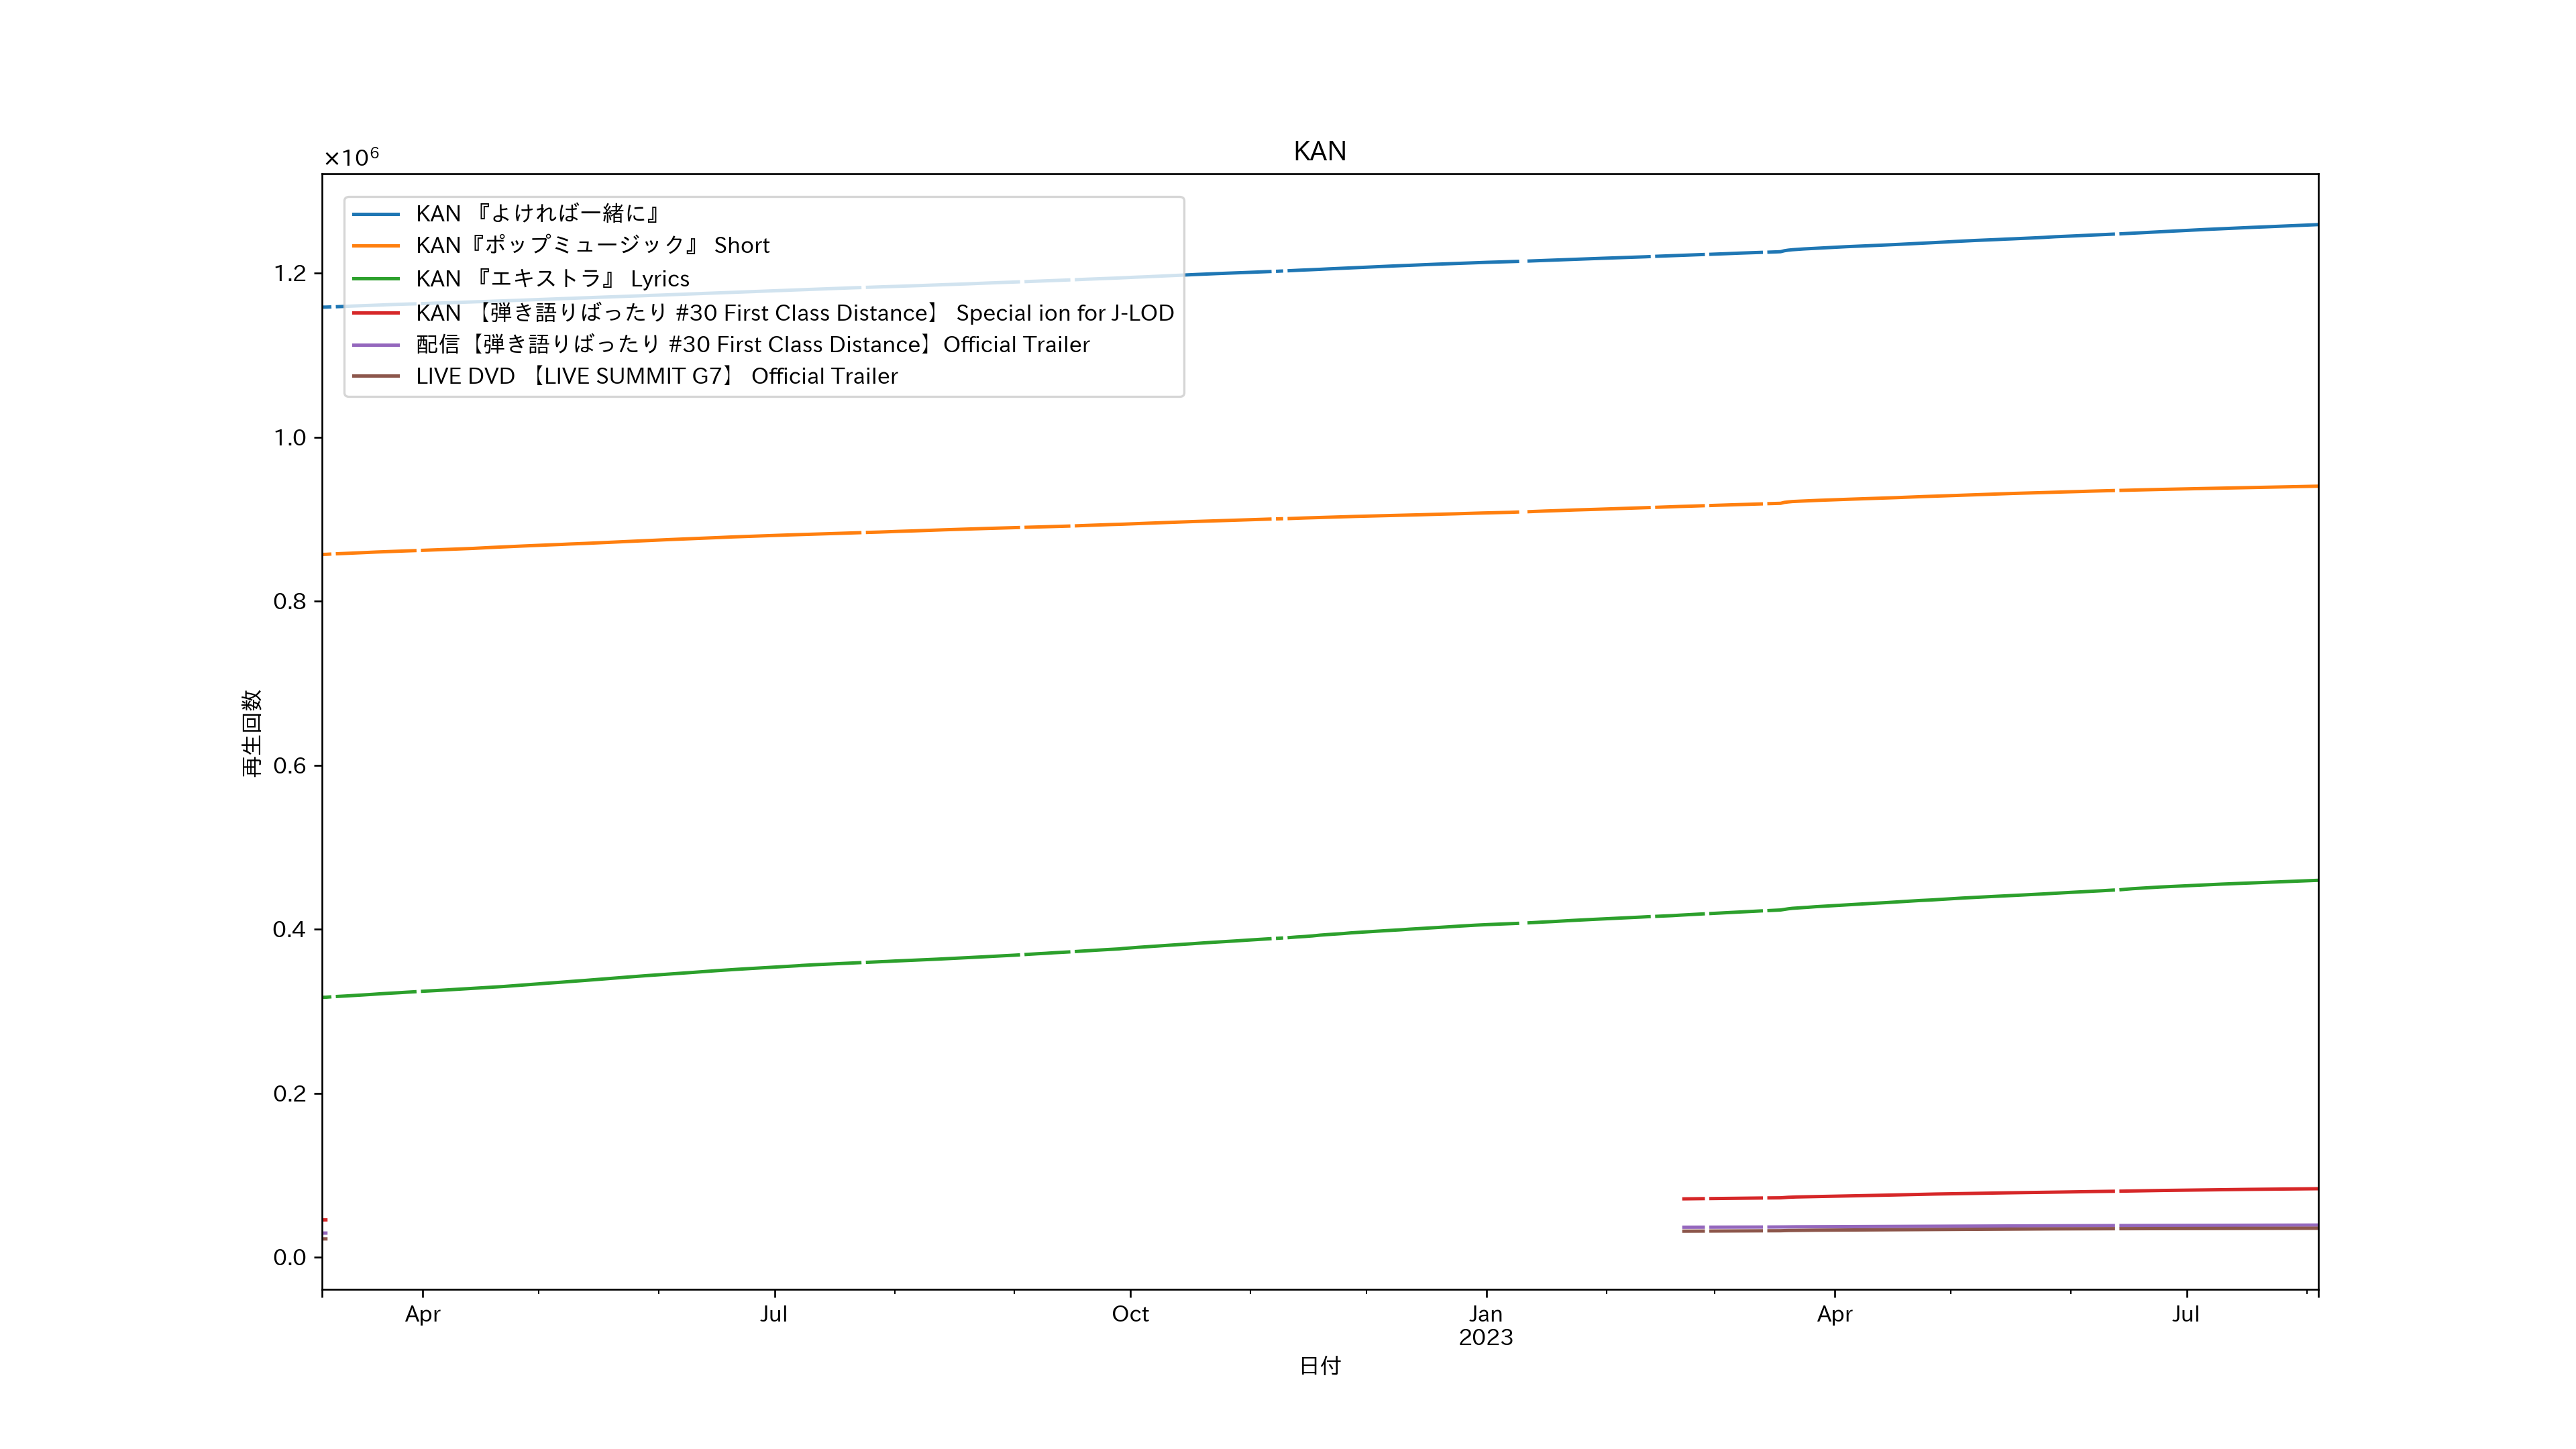 KAN
×10⁶
KAN 『よければ一緒に』
KAN『ポップミュージック』 Short
KAN 『エキストラ』 Lyrics
KAN 【弾き語りばったり #30 First Class Distance】 Special ion for J-LOD
配信【弾き語りばったり #30 First Class Distance】Official Trailer
LIVE DVD 【LIVE SUMMIT G7】 Official Trailer
1.2
1.0
0.8
0.6
0.4
0.2
0.0
再生回数
Apr
Jul
Oct
Jan
2023
Apr
Jul
日付